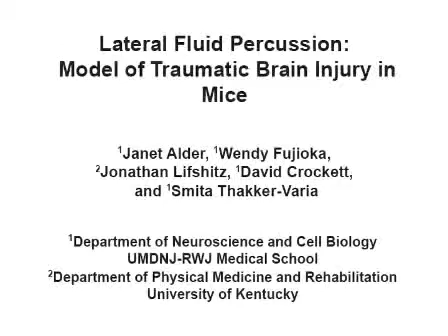 Lateral Fluid Percussion:
Model of Traumatic Brain Injury in
Mice
¹Janet Alder, ¹Wendy Fujioka,
²Jonathan Lifshitz, ¹David Crockett,
and ¹Smita Thakker-Varia
¹Department of Neuroscience and Cell Biology
UMDNJ-RWJ Medical School
²Department of Physical Medicine and Rehabilitation
University of Kentucky